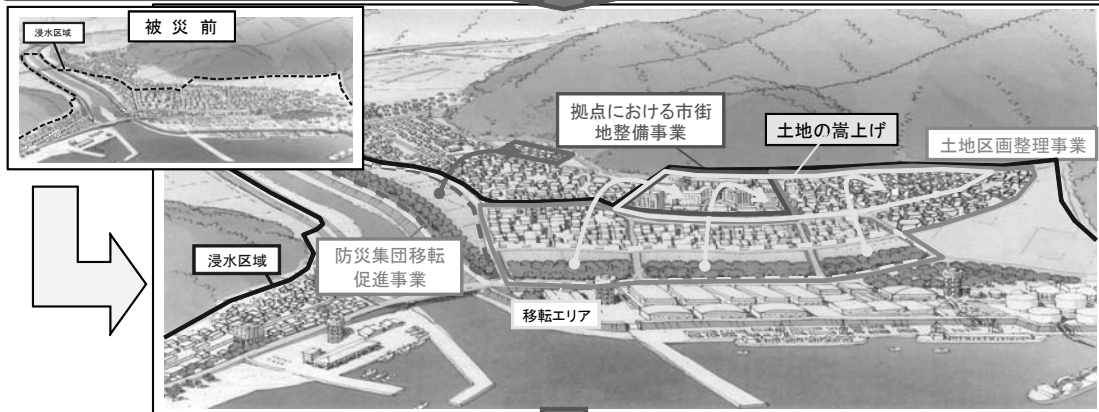 被 災 前
浸水区域
拠点における市街
地整備事業
土地の嵩上げ
土地区画整理事業
防災集団移転
促進事業
浸水区域
移転エリア